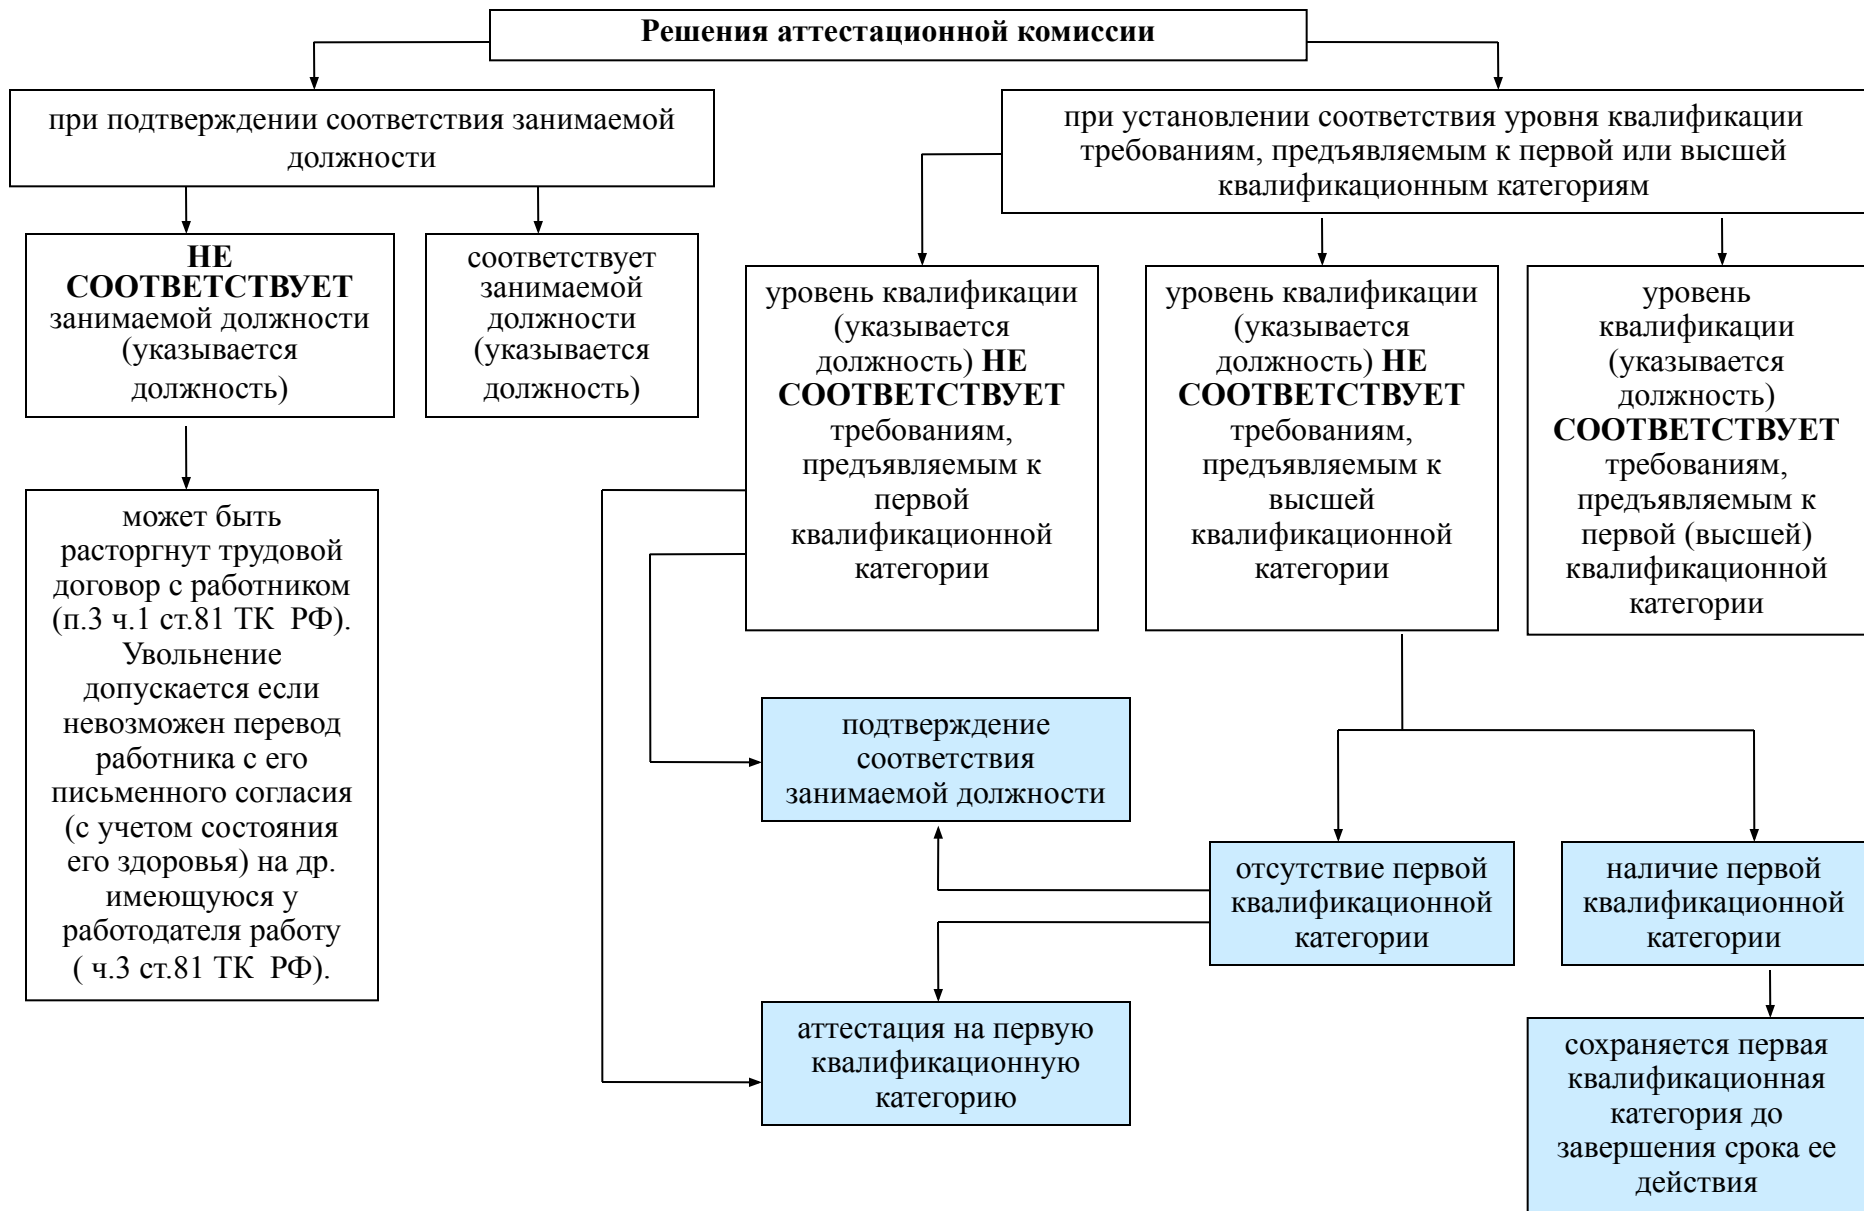 Решения аттестационной комиссии
при подтверждении соответствия занимаемой
должности
при установлении соответствия уровня квалификации
требованиям, предъявляемым к первой или высшей
квалификационным категориям
НЕ
СООТВЕТСТВУЕТ
занимаемой должности
(указывается
должность)
соответствует
занимаемой
должности
(указывается
должность)
уровень квалификации
(указывается
должность) НЕ
СООТВЕТСТВУЕТ
требованиям,
предъявляемым к
первой
квалификационной
категории
уровень квалификации
(указывается
должность) НЕ
СООТВЕТСТВУЕТ
требованиям,
предъявляемым к
высшей
квалификационной
категории
уровень
квалификации
(указывается
должность)
СООТВЕТСТВУЕТ
требованиям,
предъявляемым к
первой (высшей)
квалификационной
категории
может быть
расторгнут трудовой
договор с работником
(п.3 ч.1 ст.81 ТК  РФ).
Увольнение
допускается если
невозможен перевод
работника с его
письменного согласия
(с учетом состояния
его здоровья) на др.
имеющуюся у
работодателя работу
( ч.3 ст.81 ТК  РФ).
подтверждение
соответствия
занимаемой должности
отсутствие первой
квалификационной
категории
наличие первой
квалификационной
категории
аттестация на первую
квалификационную
категорию
сохраняется первая
квалификационная
категория до
завершения срока ее
действия